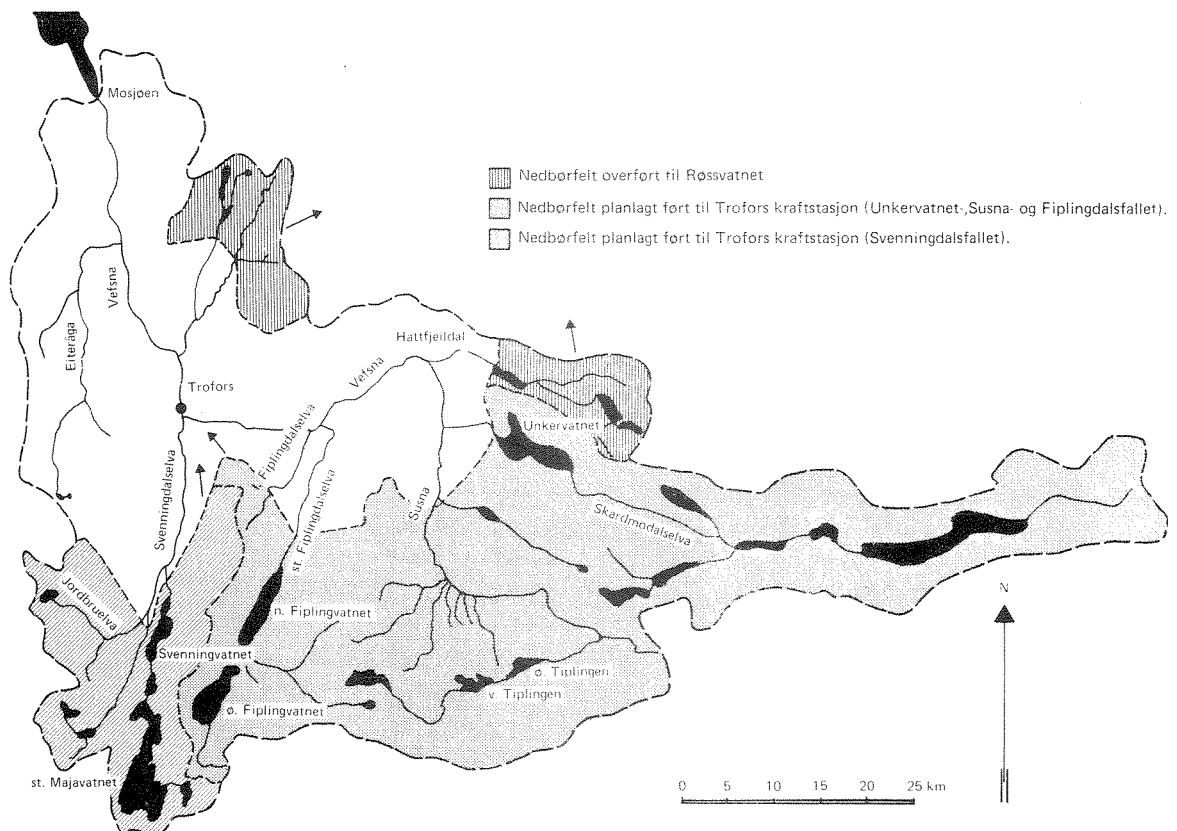 Mosjøen
Nedbørfelt overført til Røssvatnet
Nedbørfelt planlagt ført til Trofors kraftstasjon (Unkervatnet-,Susna- og Fiplingdalsfallet).
Nedbørfelt planlagt ført til Trofors kraftstasjon (Svenningdalsfallet).
Vefsna
Eiteråga
Hattfjelldal
Vefsna
Trofors
Unkervatnet
Fiplingdalselva
Svenningdalselva
st. Fiplingdalselva
Susna
Skardmodalselva
Jordbruelva
n. Fiplingvatnet
N
Svenningvatnet
ø. Tiplingen
v. Tiplingen
ø. Fiplingvatnet
st. Majavatnet
0 5 10 15 20 25 km